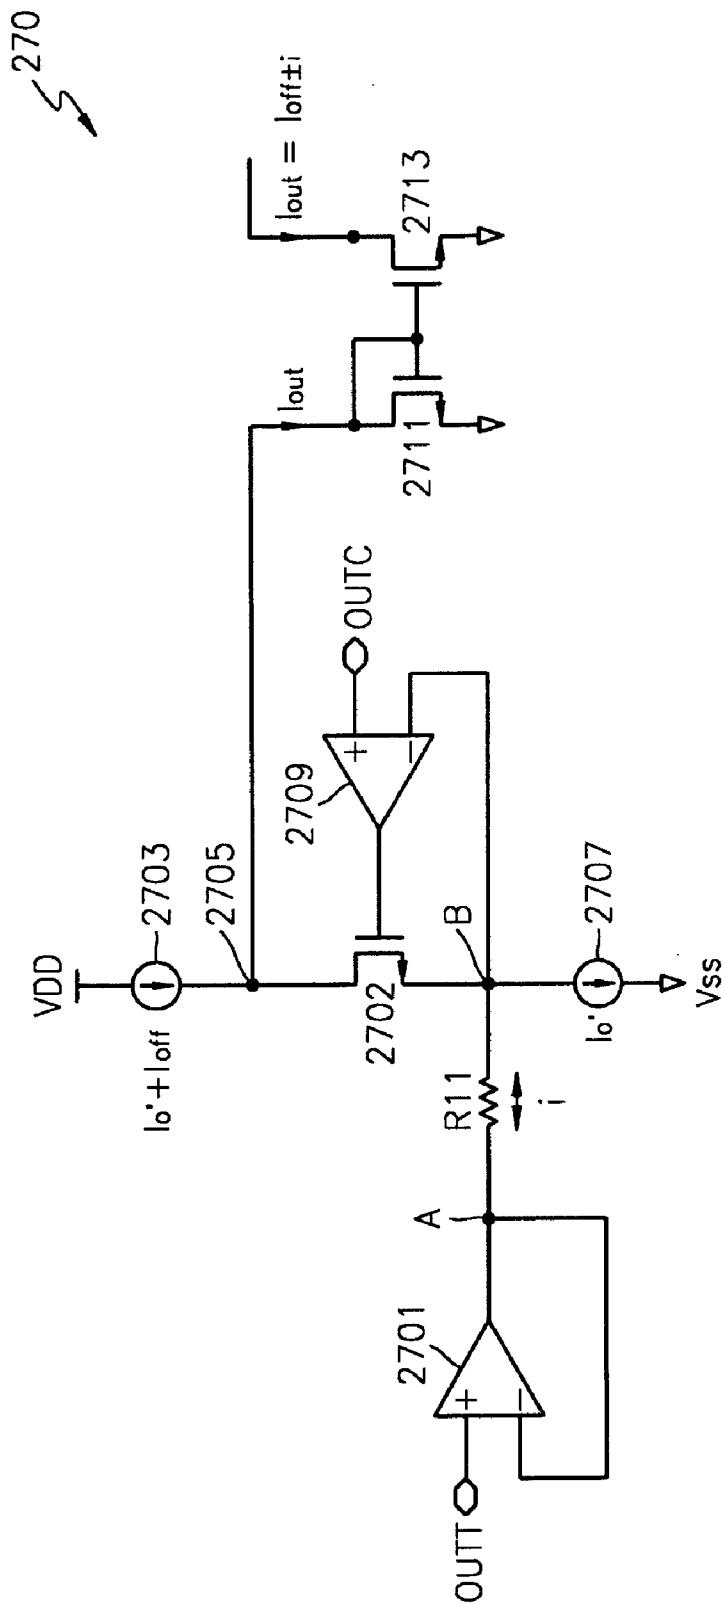 270
Iout = Ioff±i
2713
Iout
2711
OUTC
2709
VDD
2703
Io'+Ioff
2705
2702
B
2707
Io'
Vss
R11
i
A
2701
OUTT
+
−
+
−